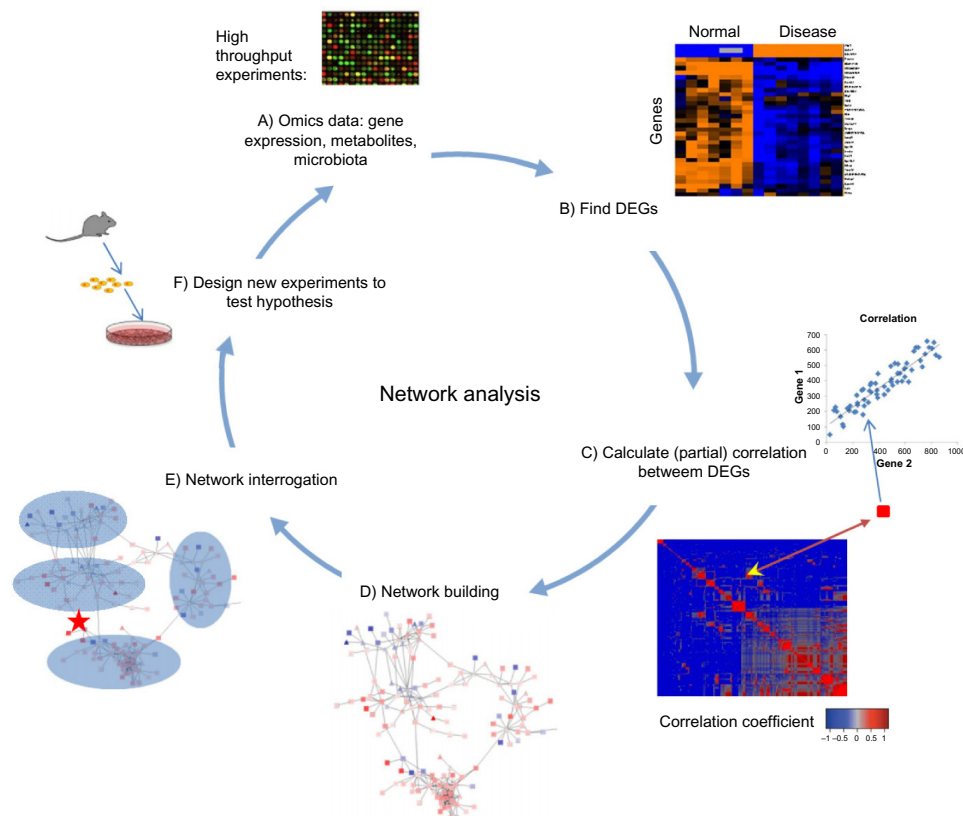 High
throughput
experiments:
A) Omics data: gene
expression, metabolites,
microbiota
Normal
Disease
Genes
B) Find DEGs
F) Design new experiments to
test hypothesis
Correlation
700
600
500
400
300
200
100
0
Gene 1
0
200
400
600
800
1000
Gene 2
Network analysis
C) Calculate (partial) correlation
betweem DEGs
E) Network interrogation
D) Network building
Correlation coefficient
−1 −0.5 0 0.5 1